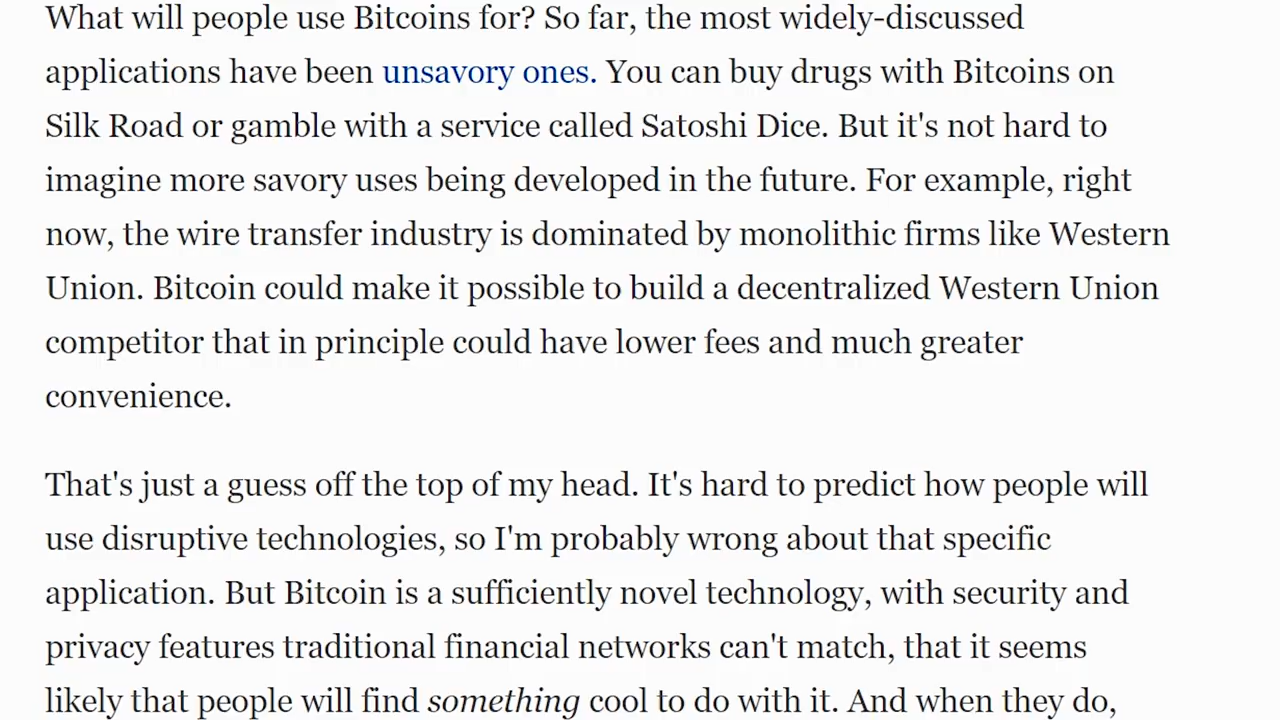 What will people use Bitcoins for? So far, the most widely-discussed
applications have been unsavory ones. You can buy drugs with Bitcoins on
Silk Road or gamble with a service called Satoshi Dice. But it's not hard to
imagine more savory uses being developed in the future. For example, right
now, the wire transfer industry is dominated by monolithic firms like Western
Union. Bitcoin could make it possible to build a decentralized Western Union
competitor that in principle could have lower fees and much greater
convenience.
That's just a guess off the top of my head. It's hard to predict how people will
use disruptive technologies, so I'm probably wrong about that specific
application. But Bitcoin is a sufficiently novel technology, with security and
privacy features traditional financial networks can't match, that it seems
likely that people will find something cool to do with it. And when they do,